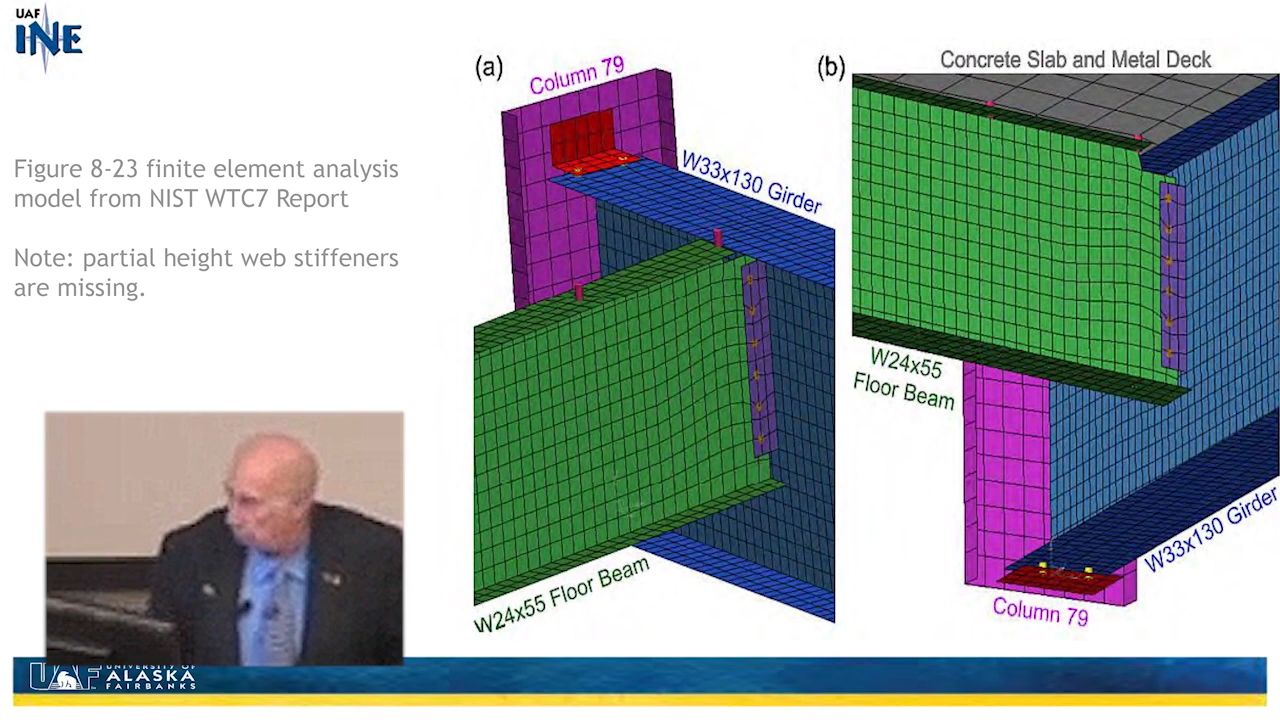 UAF
INE
Figure 8-23 finite element analysis
model from NIST WTC7 Report
Note: partial height web stiffeners
are missing.
(a)
Column 79
W33x130 Girder
W24x55 Floor Beam
(b)
Concrete Slab and Metal Deck
W24x55
Floor Beam
W33x130 Girder
Column 79
UAF
UNIVERSITY OF
ALASKA
FAIRBANKS